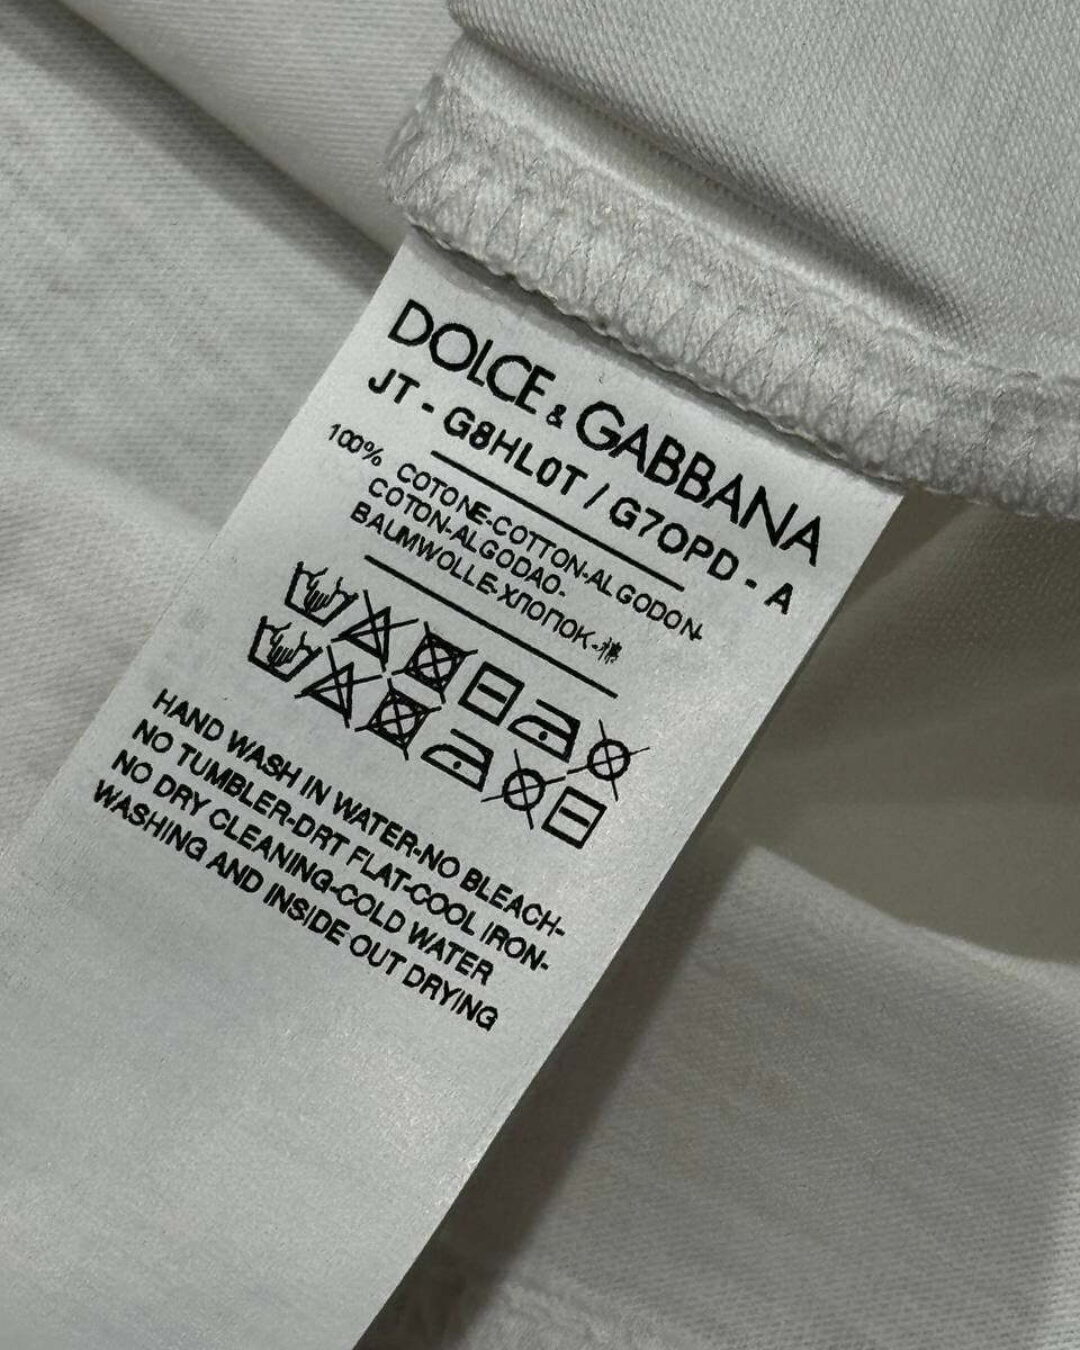 DOLCE & GABBANA
JT - G8HL0T / G7OPD - A
100% COTONE-COTTON-ALGODON-
COTON-ALGODAO-
BAUMWOLLE-ХЛОПОК-棉
HAND WASH IN WATER-NO BLEACH-
NO TUMBLER-DRT FLAT-COOL IRON-
NO DRY CLEANING-COLD WATER
WASHING AND INSIDE OUT DRYING